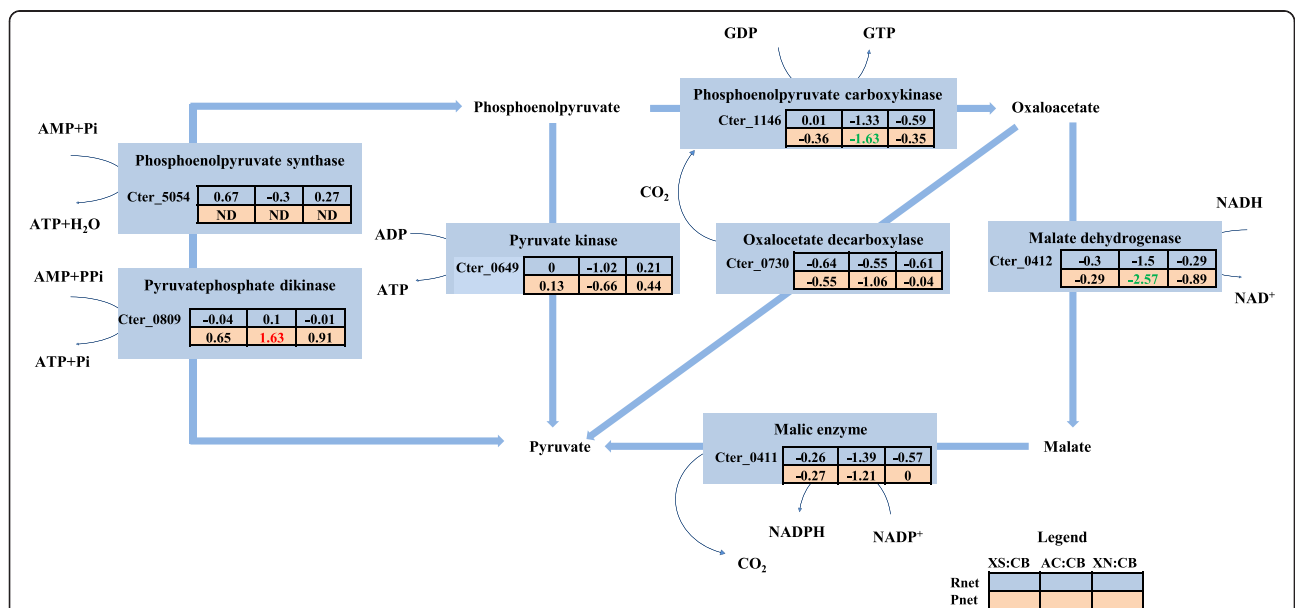 GDP GTP
Phosphoenolpyruvate carboxykinase
Phosphoenolpyruvate
Oxaloacetate
Cter_1146 0.01 -1.33 -0.59
-0.36 -1.63 -0.35
AMP+Pi
Phosphoenolpyruvate synthase
Cter_5054 0.67 -0.3 0.27
ND ND ND
ATP+H₂O
CO₂
NADH
ADP
Pyruvate kinase
Cter_0649 0 -1.02 0.21
0.13 -0.66 0.44
ATP
Oxalocetate decarboxylase
Cter_0730 -0.64 -0.55 -0.61
-0.55 -1.06 -0.04
Malate dehydrogenase
Cter_0412 -0.3 -1.5 -0.29
-0.29 -2.57 -0.89
NAD⁺
AMP+PPi
Pyruvatephosphate dikinase
Cter_0809 -0.04 0.1 -0.01
0.65 1.63 0.91
ATP+Pi
Malic enzyme
Pyruvate
Malate
Cter_0411 -0.26 -1.39 -0.57
-0.27 -1.21 0
NADPH NADP⁺
CO₂
Legend
XS:CB AC:CB XN:CB
Rnet
Pnet